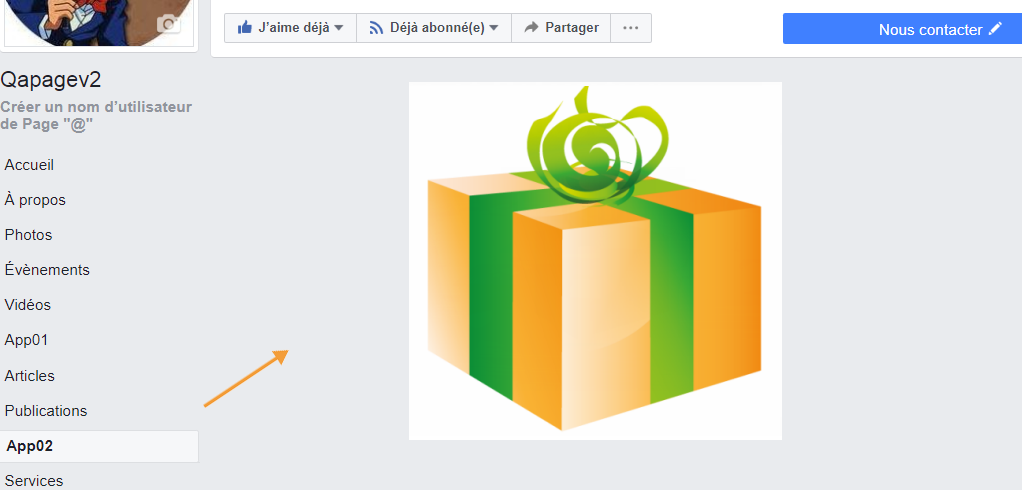 J’aime déjà
Déjà abonné(e)
Partager
Nous contacter
Qapagev2
Créer un nom d’utilisateur
de Page "@"
Accueil
À propos
Photos
Évènements
Vidéos
App01
Articles
Publications
App02
Services